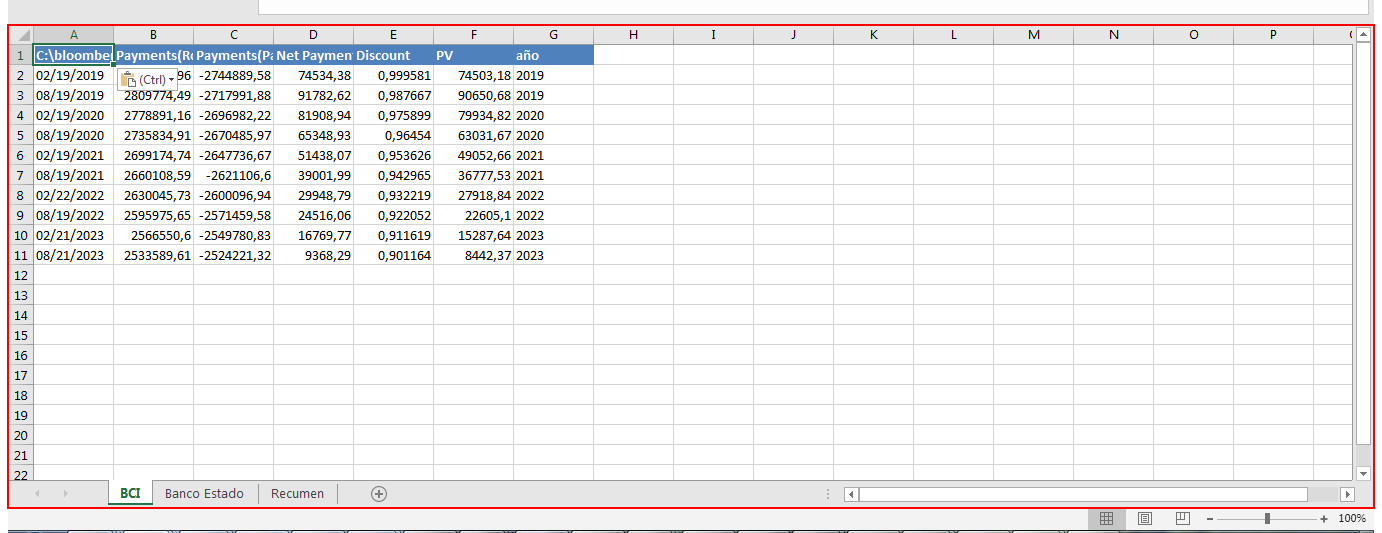 A B C D E F G H I J K L M N O P
1 C:\bloombe Payments(R Payments(P Net Paymen Discount PV año
2 02/19/2019 96 -2744889,58 74534,38 0,999581 74503,18 2019
(Ctrl)
3 08/19/2019 2809774,49 -2717991,88 91782,62 0,987667 90650,68 2019
4 02/19/2020 2778891,16 -2696982,22 81908,94 0,975899 79934,82 2020
5 08/19/2020 2735834,91 -2670485,97 65348,93 0,96454 63031,67 2020
6 02/19/2021 2699174,74 -2647736,67 51438,07 0,953626 49052,66 2021
7 08/19/2021 2660108,59 -2621106,6 39001,99 0,942965 36777,53 2021
8 02/22/2022 2630045,73 -2600096,94 29948,79 0,932219 27918,84 2022
9 08/19/2022 2595975,65 -2571459,58 24516,06 0,922052 22605,1 2022
10 02/21/2023 2566550,6 -2549780,83 16769,77 0,911619 15287,64 2023
11 08/21/2023 2533589,61 -2524221,32 9368,29 0,901164 8442,37 2023
12
13
14
15
16
17
18
19
20
21
22
BCI Banco Estado Recumen
100%